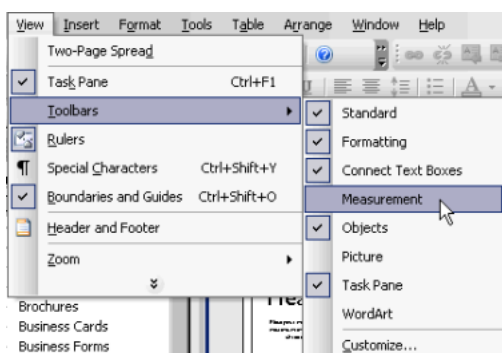 View Insert Format Tools Table Arrange Window Help
Two-Page Spread
Task Pane Ctrl+F1
Toolbars
Rulers
Special Characters Ctrl+Shift+Y
Boundaries and Guides Ctrl+Shift+O
Header and Footer
Zoom
Standard
Formatting
Connect Text Boxes
Measurement
Objects
Picture
Task Pane
WordArt
Customize...
Brochures
Business Cards
Business Forms